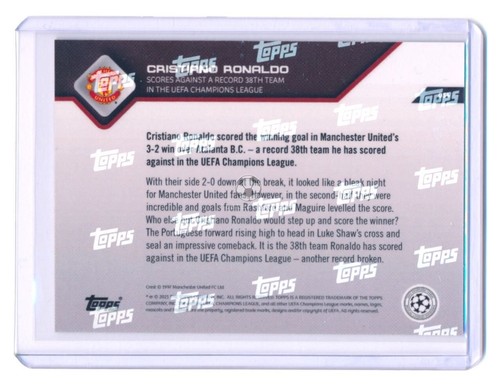 TOPPS
CRISTIANO RONALDO
SCORES AGAINST A RECORD 38TH TEAM
IN THE UEFA CHAMPIONS LEAGUE
Cristiano Ronaldo scored the winning goal in Manchester United's
3-2 win over Atalanta B.C. – a record 38th team he has scored
against in the UEFA Champions League.
With their side 2-0 down the break, it looked like a bleak night
for Manchester United fans. However, in the second-half were
incredible and goals from Maguire levelled the score.
Who else Cristiano Ronaldo would step up and score the winner?
The Portuguese forward rising high to head in Luke Shaw's cross and
seal an impressive comeback. It is the 38th team Ronaldo has scored
against in the UEFA Champions League – another record broken.
TOPPS
TOPPS
CHAMPIONS
LEAGUE